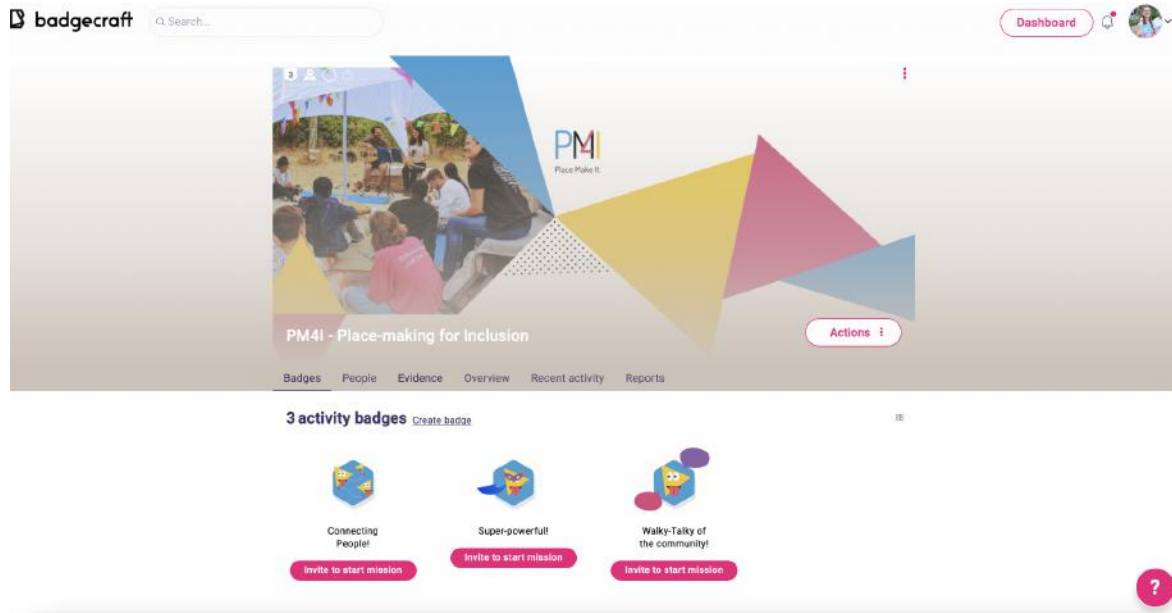 badgecraft
Search...
Dashboard
3
PM4I
Place Make It
PM4I - Place-making for Inclusion
Actions
Badges People Evidence Overview Recent activity Reports
3 activity badges Create badge
Connecting
People!
Invite to start mission
Super-powerful!
Invite to start mission
Walky-Talky of
the community!
Invite to start mission
?